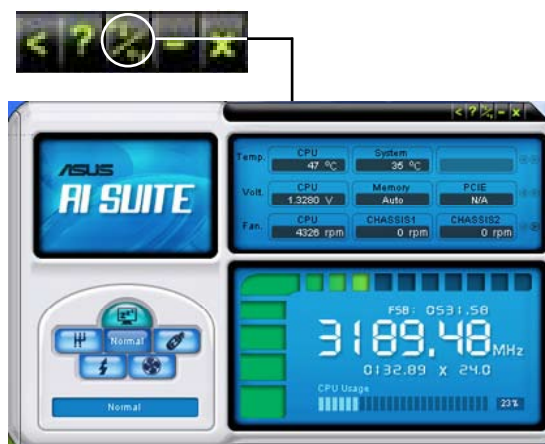 < ? °C/°F - x
< ? °C/°F - x
ASUS
AI SUITE
Temp. CPU 47 °C System 35 °C
Volt. CPU 1.3280 V Memory Auto PCIE N/A
Fan. CPU 4326 rpm CHASSIS1 0 rpm CHASSIS2 0 rpm
Normal
Normal
FSB: 0531.58
3189.48 MHz
0132.89 x 24.0
CPU Usage
23%